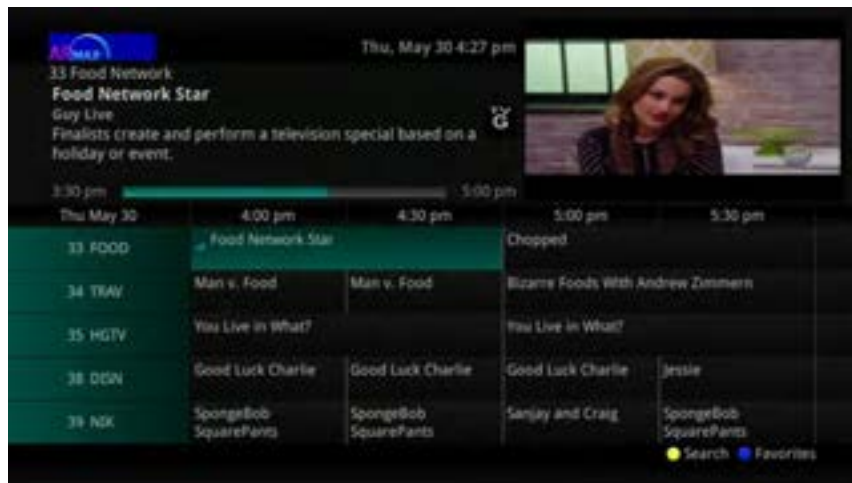 Thu, May 30 4:27 pm
33 Food Network
Food Network Star
Guy Live
TV
G
Finalists create and perform a television special based on a
holiday or event.
3:30 pm 5:00 pm
Thu May 30 4:00 pm 4:30 pm 5:00 pm 5:30 pm
33 FOOD Food Network Star Chopped
34 TRAV Man v. Food Man v. Food Bizarre Foods With Andrew Zimmern
35 HGTV You Live in What? You Live in What?
38 DISN Good Luck Charlie Good Luck Charlie Good Luck Charlie Jessie
39 NIK SpongeBob SquarePants SpongeBob SquarePants Sanjay and Craig SpongeBob SquarePants
Search Favorites